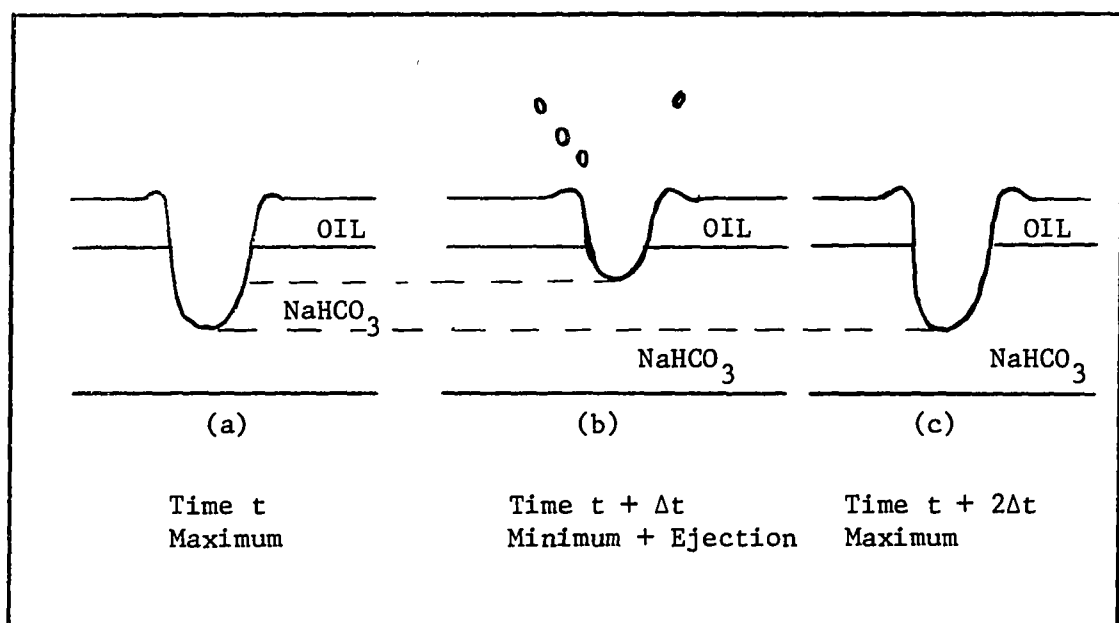 OIL
OIL
OIL
NaHCO3
NaHCO3
NaHCO3
(a)
(b)
(c)
Time t
Maximum
Time t + Δt
Minimum + Ejection
Time t + 2Δt
Maximum